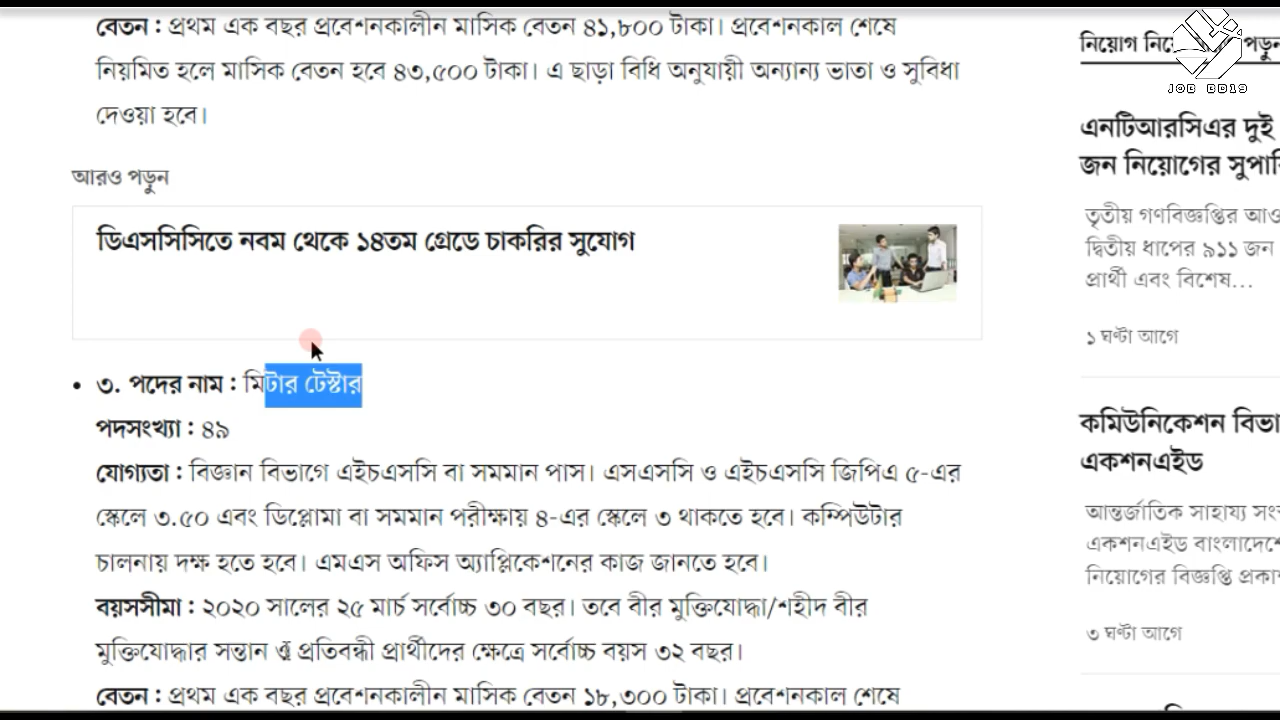 বেতন : প্রথম এক বছর প্রবেশনকালীন মাসিক বেতন ৪১,৮০০ টাকা। প্রবেশনকাল শেষে
নিয়মিত হলে মাসিক বেতন হবে ৪৩,৫০০ টাকা। এ ছাড়া বিধি অনুযায়ী অন্যান্য ভাতা ও সুবিধা
দেওয়া হবে।
আরও পড়ুন
ডিএসসিসিতে নবম থেকে ১৪তম গ্রেডে চাকরির সুযোগ
• ৩. পদের নাম : মিটার টেস্টার
পদসংখ্যা : ৪৯
যোগ্যতা : বিজ্ঞান বিভাগে এইচএসসি বা সমমান পাস। এসএসসি ও এইচএসসি জিপিএ ৫-এর
স্কেলে ৩.৫০ এবং ডিপ্লোমা বা সমমান পরীক্ষায় ৪-এর স্কেলে ৩ থাকতে হবে। কম্পিউটার
চালনায় দক্ষ হতে হবে। এমএস অফিস অ্যাপ্লিকেশনের কাজ জানতে হবে।
বয়সসীমা : ২০২০ সালের ২৫ মার্চ সর্বোচ্চ ৩০ বছর। তবে বীর মুক্তিযোদ্ধা/শহীদ বীর
মুক্তিযোদ্ধার সন্তান ও প্রতিবন্ধী প্রার্থীদের ক্ষেত্রে সর্বোচ্চ বয়স ৩২ বছর।
বেতন : প্রথম এক বছর প্রবেশনকালীন মাসিক বেতন ১৮,৩০০ টাকা। প্রবেশনকাল শেষে
নিয়োগ
JOB BD19
এনটিআরসিএর দুই
জন নিয়োগের
তৃতীয় গণবিজ্ঞপ্তির
দ্বিতীয় ধাপের ৯১১ জন
প্রার্থী এবং বিশেষ...
১ ঘণ্টা আগে
কমিউনিকেশন
একশনএইড
আন্তর্জাতিক সাহায্য
একশনএইড
নিয়োগের বিজ্ঞপ্তি
৩ ঘণ্টা আগে